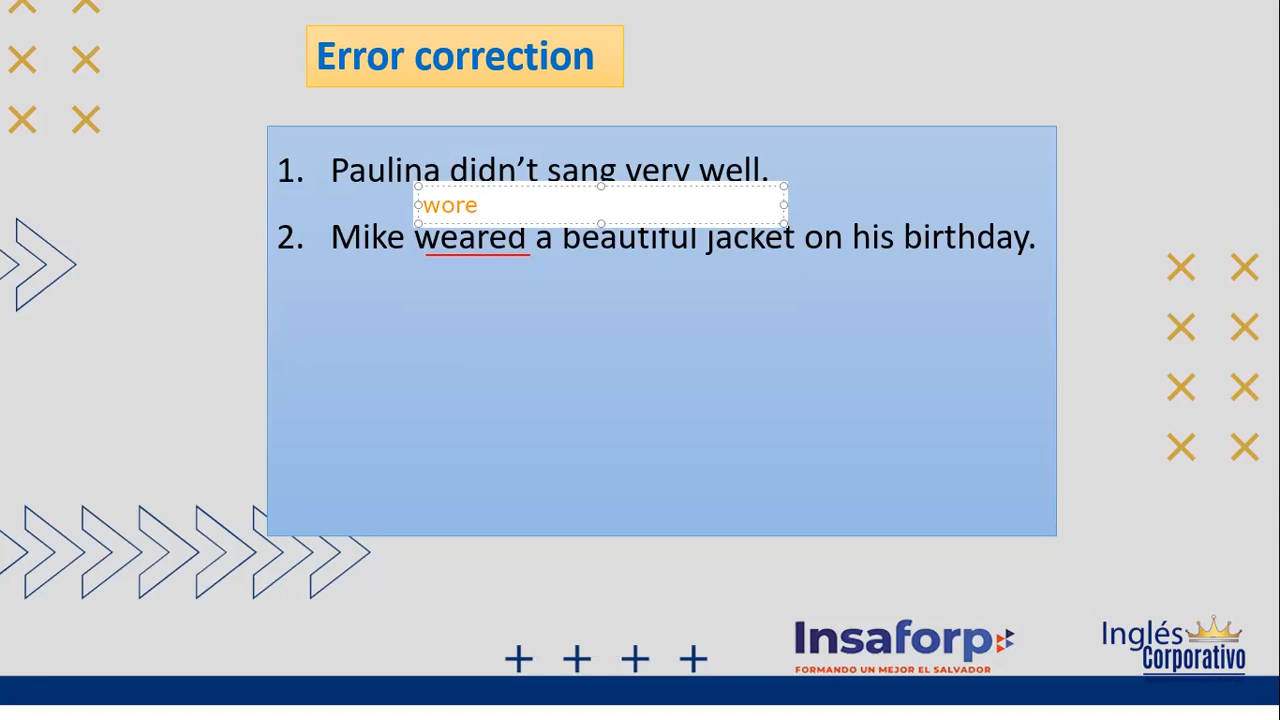 Error correction
1. Paulina didn't sang very well.
wore
2. Mike weared a beautiful jacket on his birthday.
Insaforp
FORMANDO UN MEJOR EL SALVADOR
Inglés
Corporativo